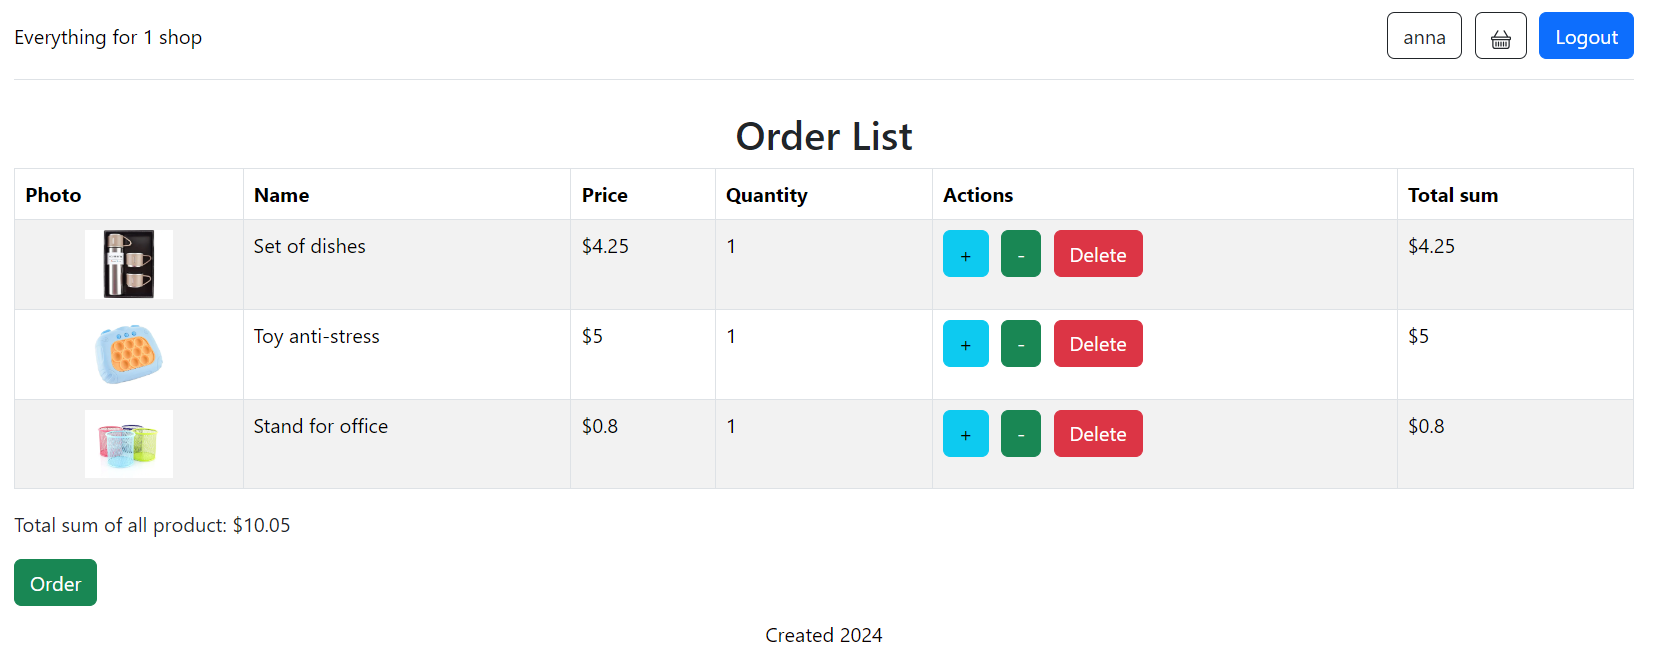 Everything for 1 shop anna Logout
Order List
Photo Name Price Quantity Actions Total sum
Set of dishes $4.25 1 + - Delete $4.25
Toy anti-stress $5 1 + - Delete $5
Stand for office $0.8 1 + - Delete $0.8
Total sum of all product: $10.05
Order
Created 2024